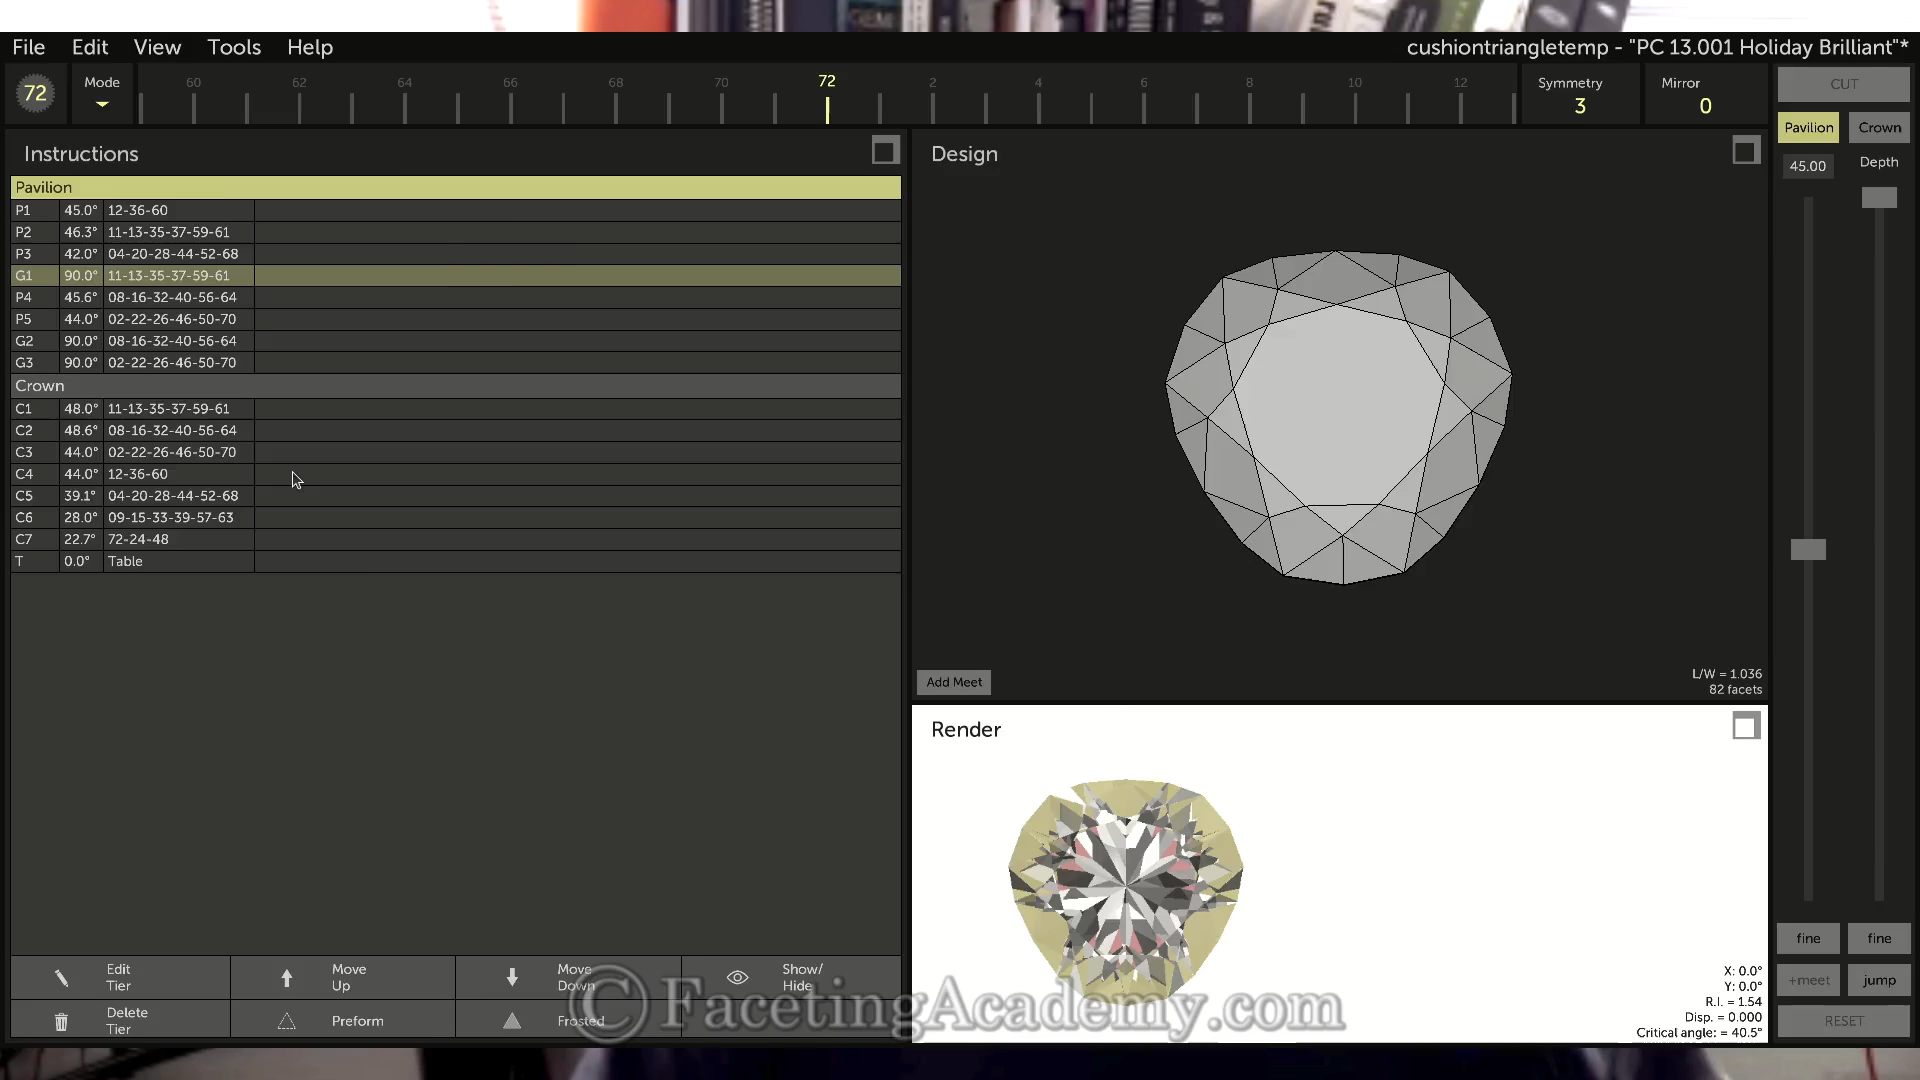 File Edit View Tools Help
cushiontriangletemp - "PC 13.001 Holiday Brilliant"*
72 Mode 60 62 64 66 68 70 72 2 4 6 8 10 12
Symmetry 3
Mirror 0
CUT
Pavilion Crown
45.00 Depth
Instructions
Pavilion
P1 45.0° 12-36-60
P2 46.3° 11-13-35-37-59-61
P3 42.0° 04-20-28-44-52-68
G1 90.0° 11-13-35-37-59-61
P4 45.6° 08-16-32-40-56-64
P5 44.0° 02-22-26-46-50-70
G2 90.0° 08-16-32-40-56-64
G3 90.0° 02-22-26-46-50-70
Crown
C1 48.0° 11-13-35-37-59-61
C2 48.6° 08-16-32-40-56-64
C3 44.0° 02-22-26-46-50-70
C4 44.0° 12-36-60
C5 39.1° 04-20-28-44-52-68
C6 28.0° 09-15-33-39-57-63
C7 22.7° 72-24-48
T 0.0° Table
Edit Tier
Move Up
Move Down
Show/ Hide
Delete Tier
Preform
Frosted
Design
Add Meet
L/W = 1.036
82 facets
Render
X: 0.0°
Y: 0.0°
R.I. = 1.54
Disp. = 0.000
Critical angle: = 40.5°
fine fine
+meet jump
RESET
© FacetingAcademy.com